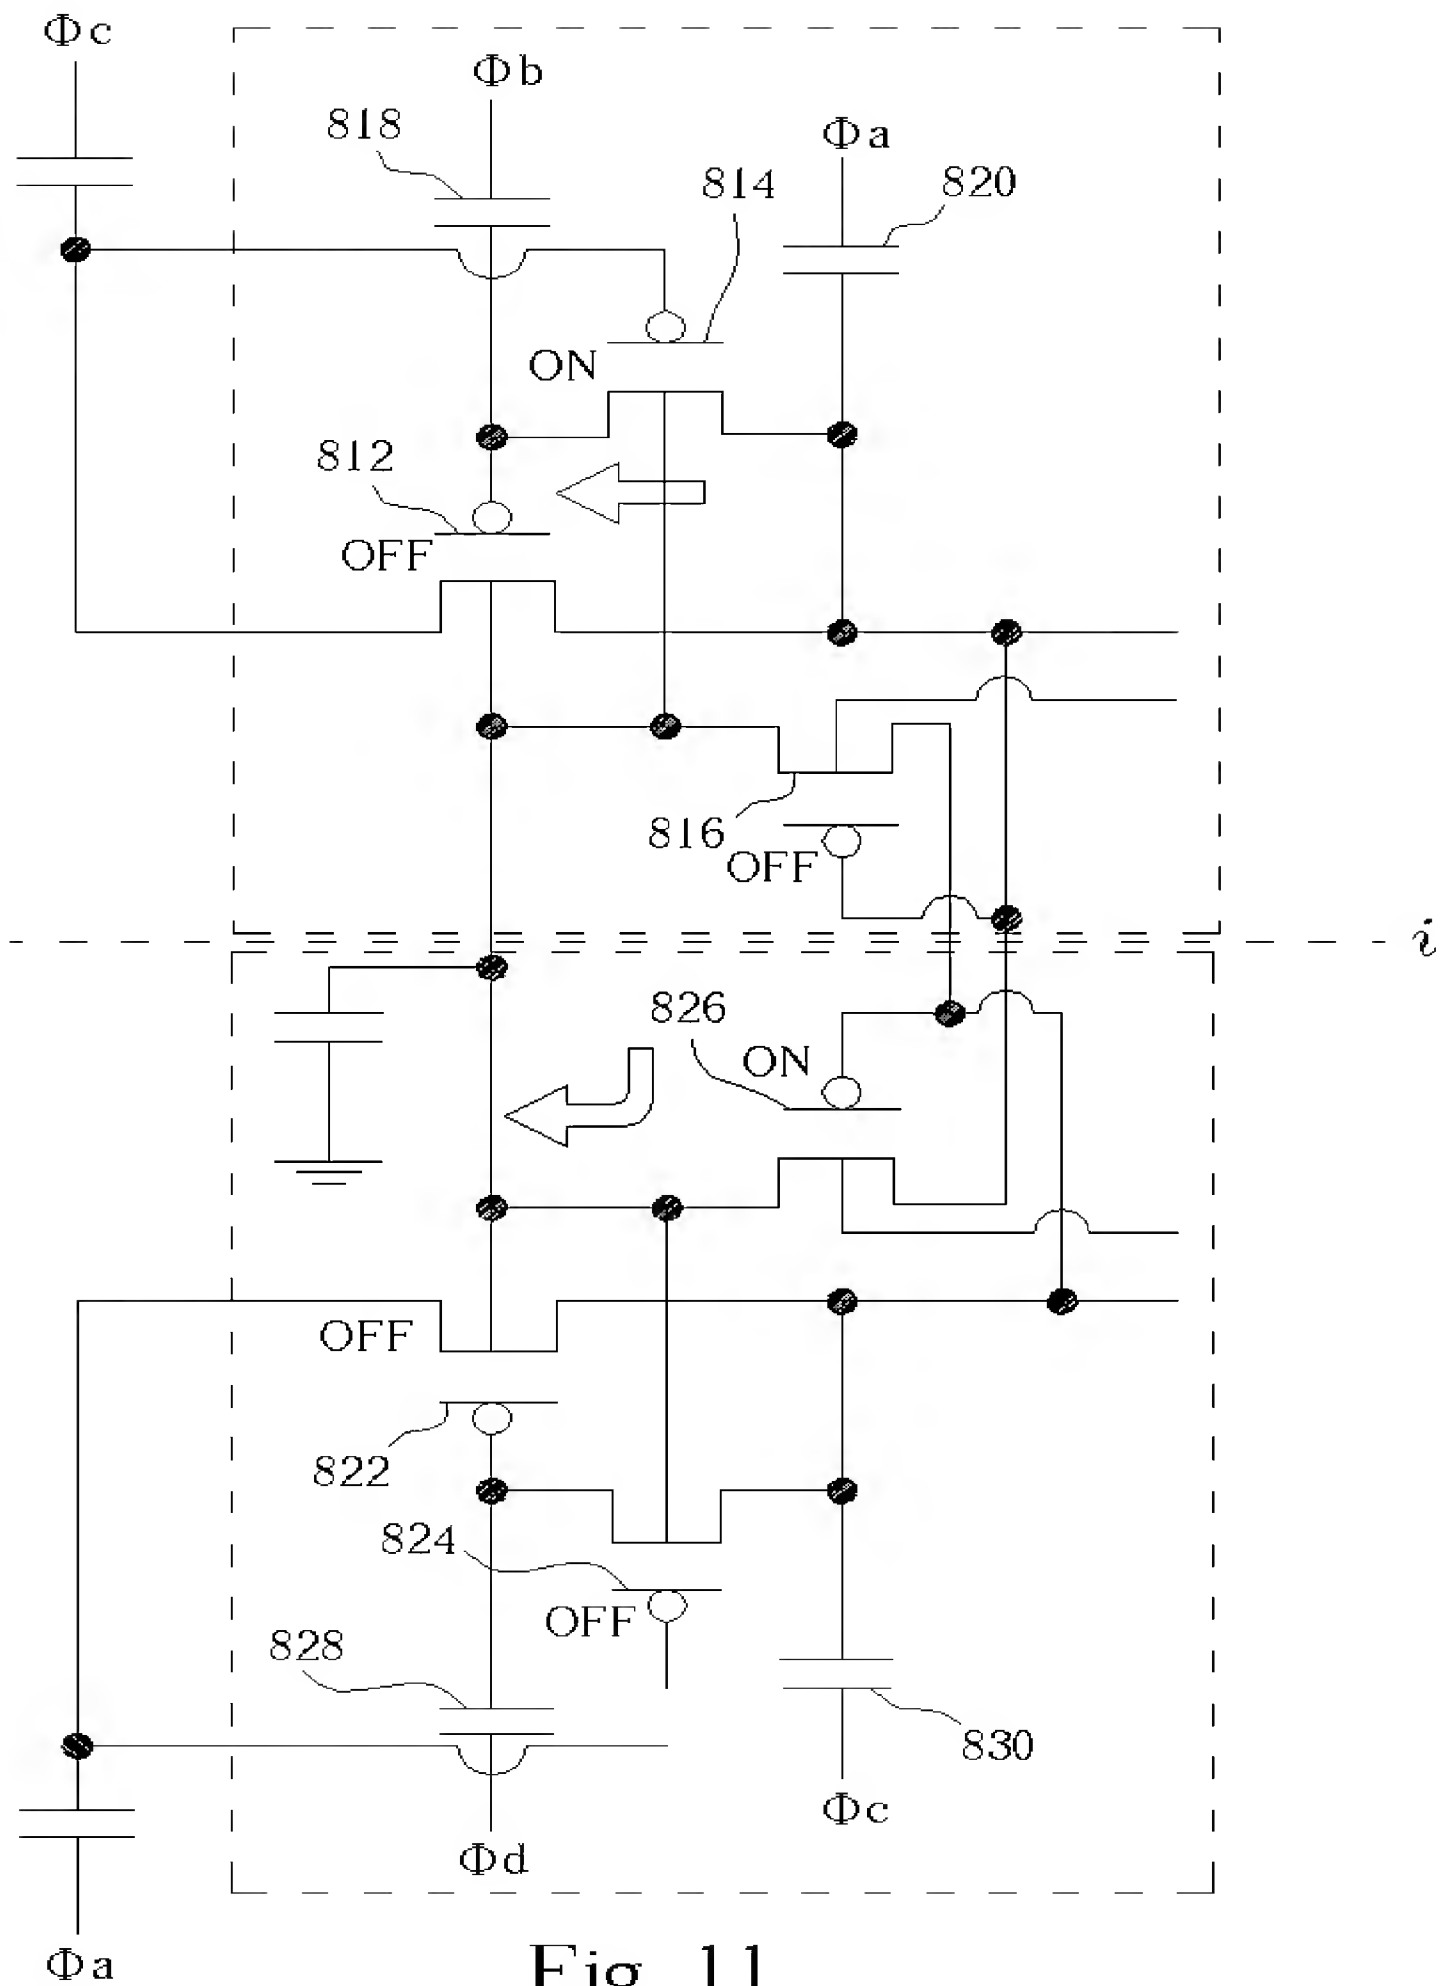 Φc
Φb
818
Φa
814
820
ON
812
OFF
816
OFF
i
826
ON
OFF
822
824
OFF
828
830
Φc
Φd
Φa
Fig. 11